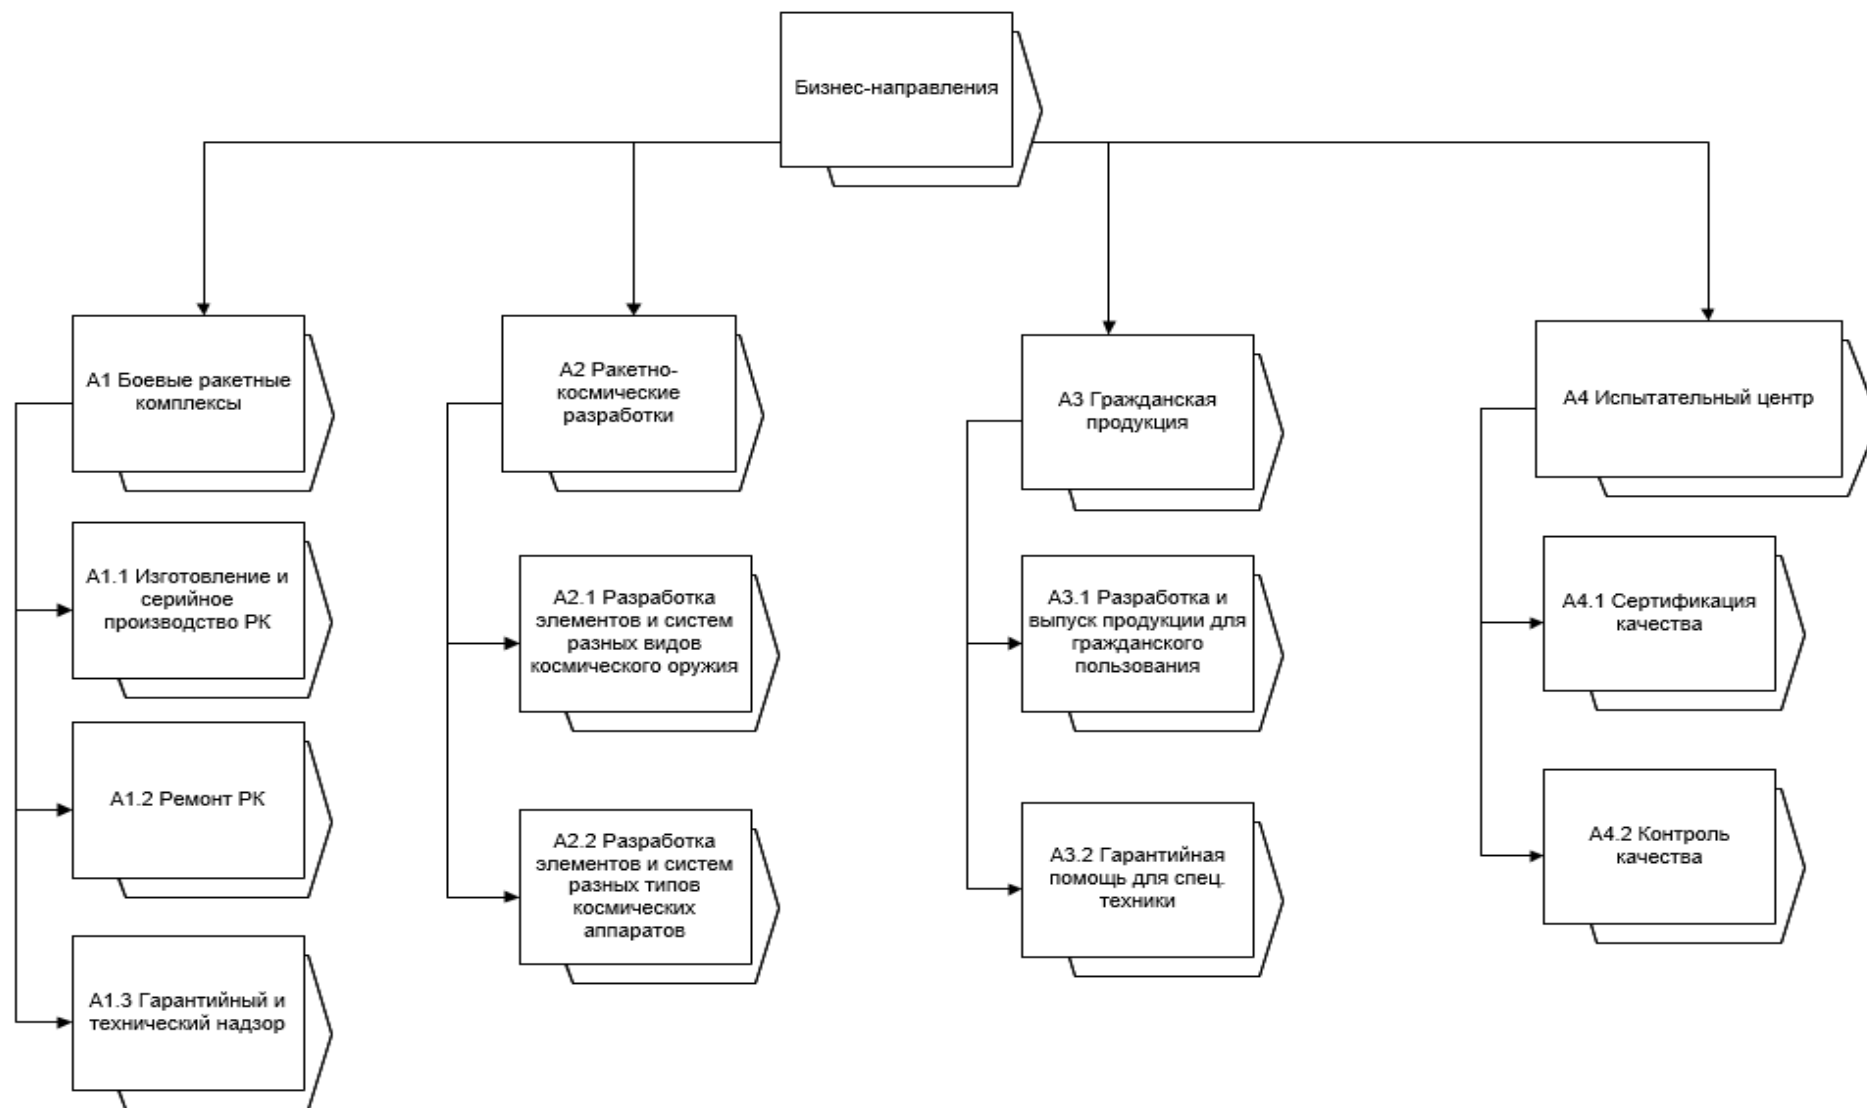 Бизнес-направления
А1 Боевые ракетные
комплексы
А1.1 Изготовление и
серийное
производство РК
А1.2 Ремонт РК
А1.3 Гарантийный и
технический надзор
А2 Ракетно-
космические
разработки
А2.1 Разработка
элементов и систем
разных видов
космического оружия
А2.2 Разработка
элементов и систем
разных типов
космических
аппаратов
А3 Гражданская
продукция
А3.1 Разработка и
выпуск продукции для
гражданского
пользования
А3.2 Гарантийная
помощь для спец.
техники
А4 Испытательный центр
А4.1 Сертификация
качества
А4.2 Контроль
качества